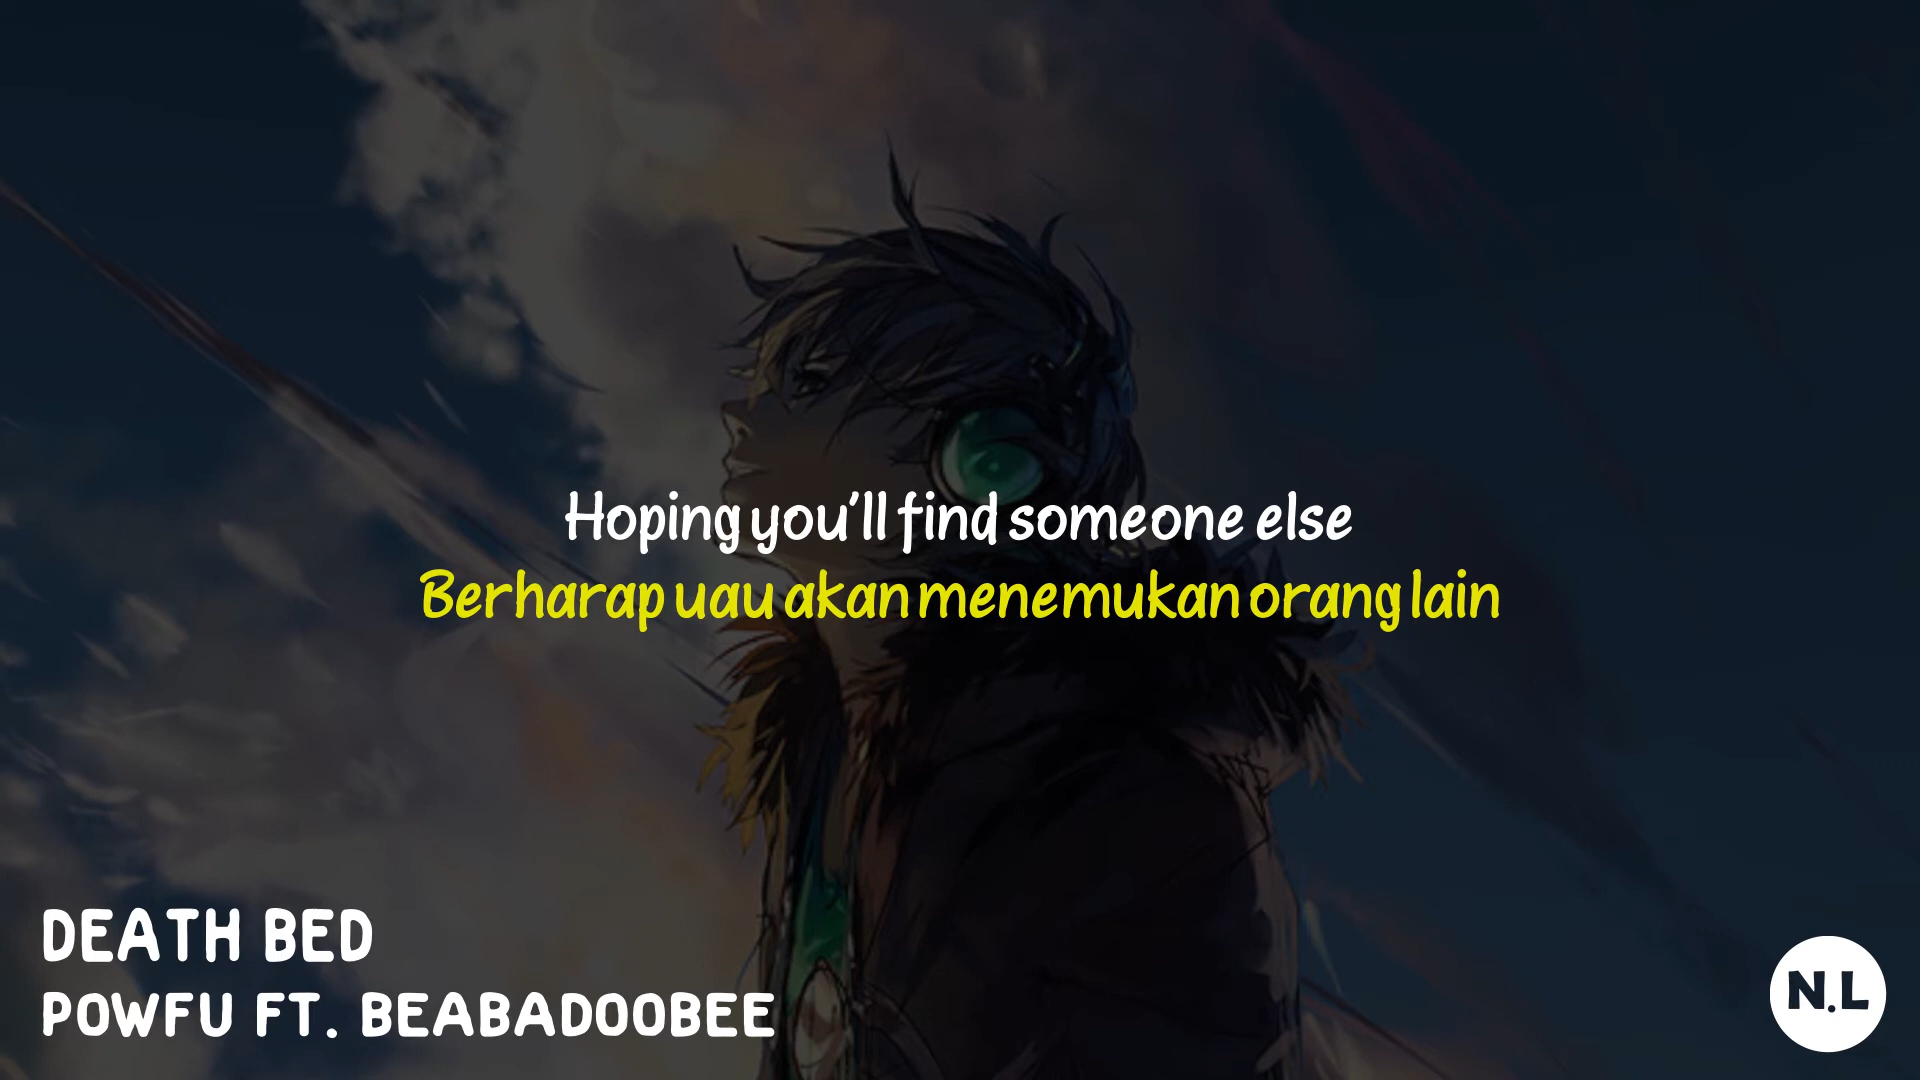 Hoping you'll find someone else
Berharap uau akan menemukan orang lain
DEATH BED
POWFU FT. BEABADOOBEE
N.L